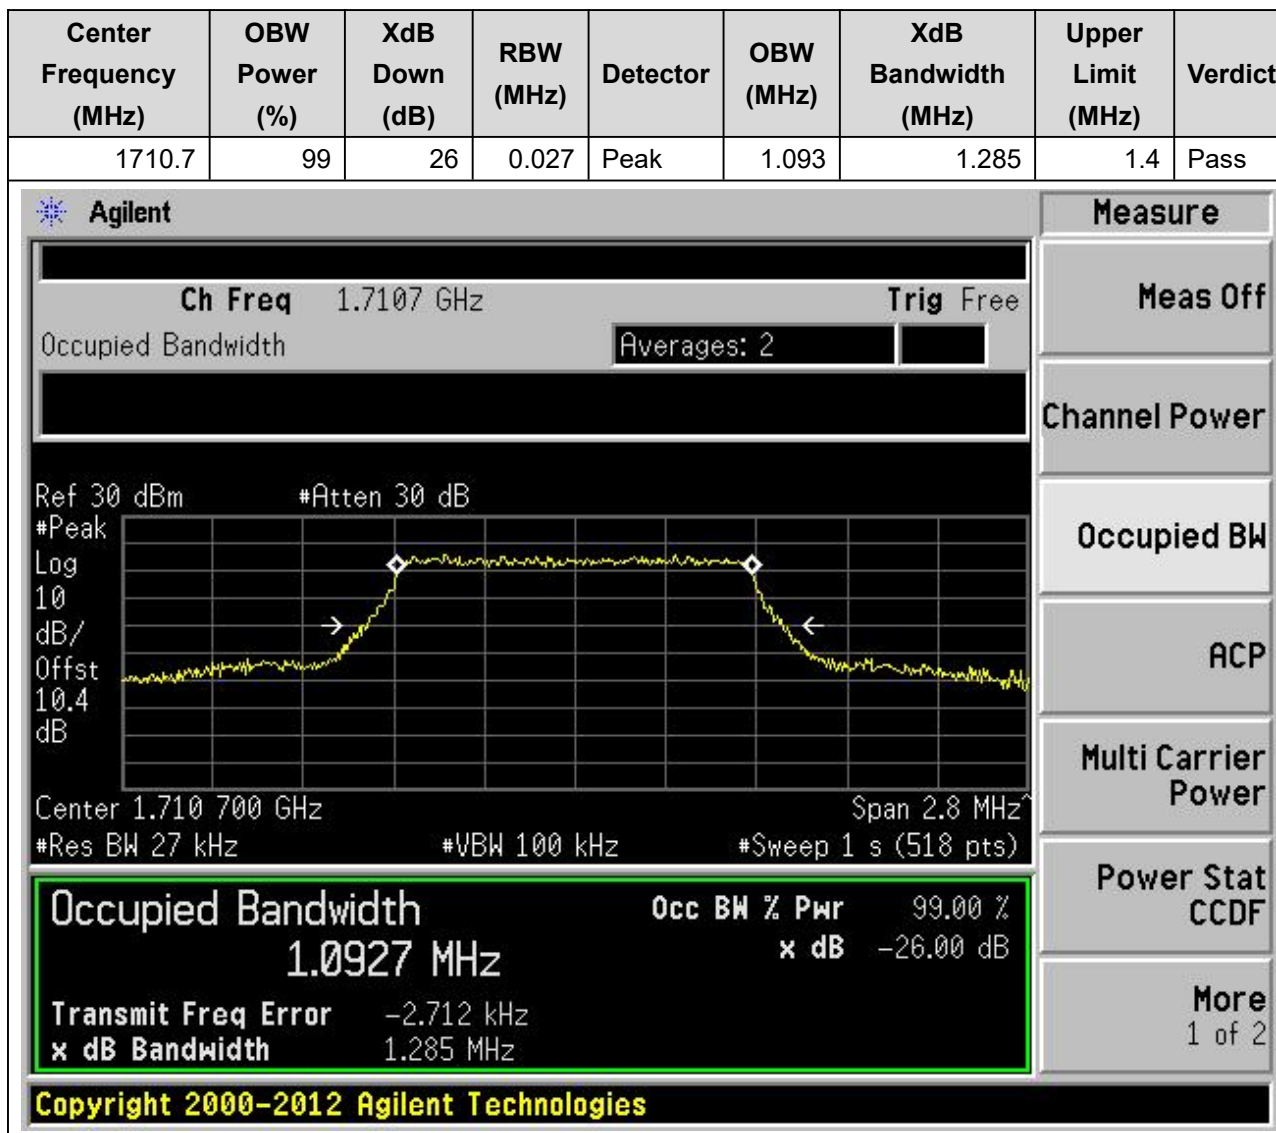 Center Frequency (MHz) OBW Power (%) XdB Down (dB) RBW (MHz) Detector OBW (MHz) XdB Bandwidth (MHz) Upper Limit (MHz) Verdict
1710.7 99 26 0.027 Peak 1.093 1.285 1.4 Pass
Agilent
Measure
Ch Freq 1.7107 GHz Trig Free
Meas Off
Occupied Bandwidth Averages: 2
Channel Power
Ref 30 dBm #Atten 30 dB
#Peak
Log
10
dB/
Offst
10.4
dB
Occupied BW
ACP
Multi Carrier
Power
Center 1.710 700 GHz Span 2.8 MHz^
#Res BW 27 kHz #VBW 100 kHz #Sweep 1 s (518 pts)
Power Stat
CCDF
Occupied Bandwidth Occ BW % Pwr 99.00 %
1.0927 MHz x dB -26.00 dB
Transmit Freq Error -2.712 kHz
x dB Bandwidth 1.285 MHz
More
1 of 2
Copyright 2000-2012 Agilent Technologies